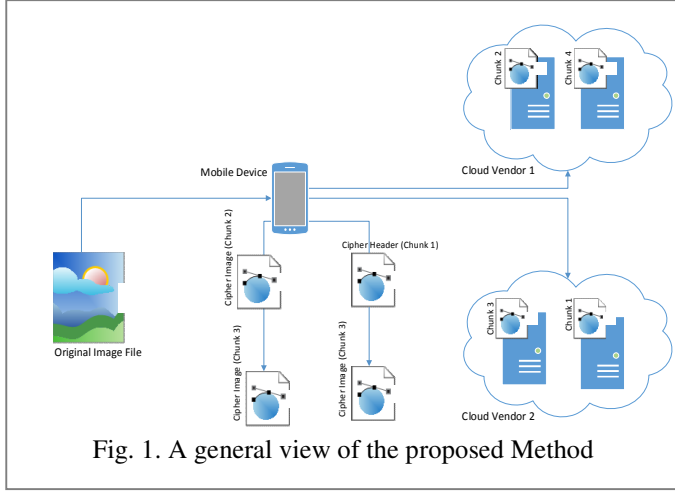 Chunk 2
Chunk 4
Cloud Vendor 1
Mobile Device
Cipher Image (Chunk 2)
Cipher Header (Chunk 1)
Original Image File
Cipher Image (Chunk 3)
Cipher Image (Chunk 3)
Chunk 3
Chunk 1
Cloud Vendor 2
Fig. 1. A general view of the proposed Method